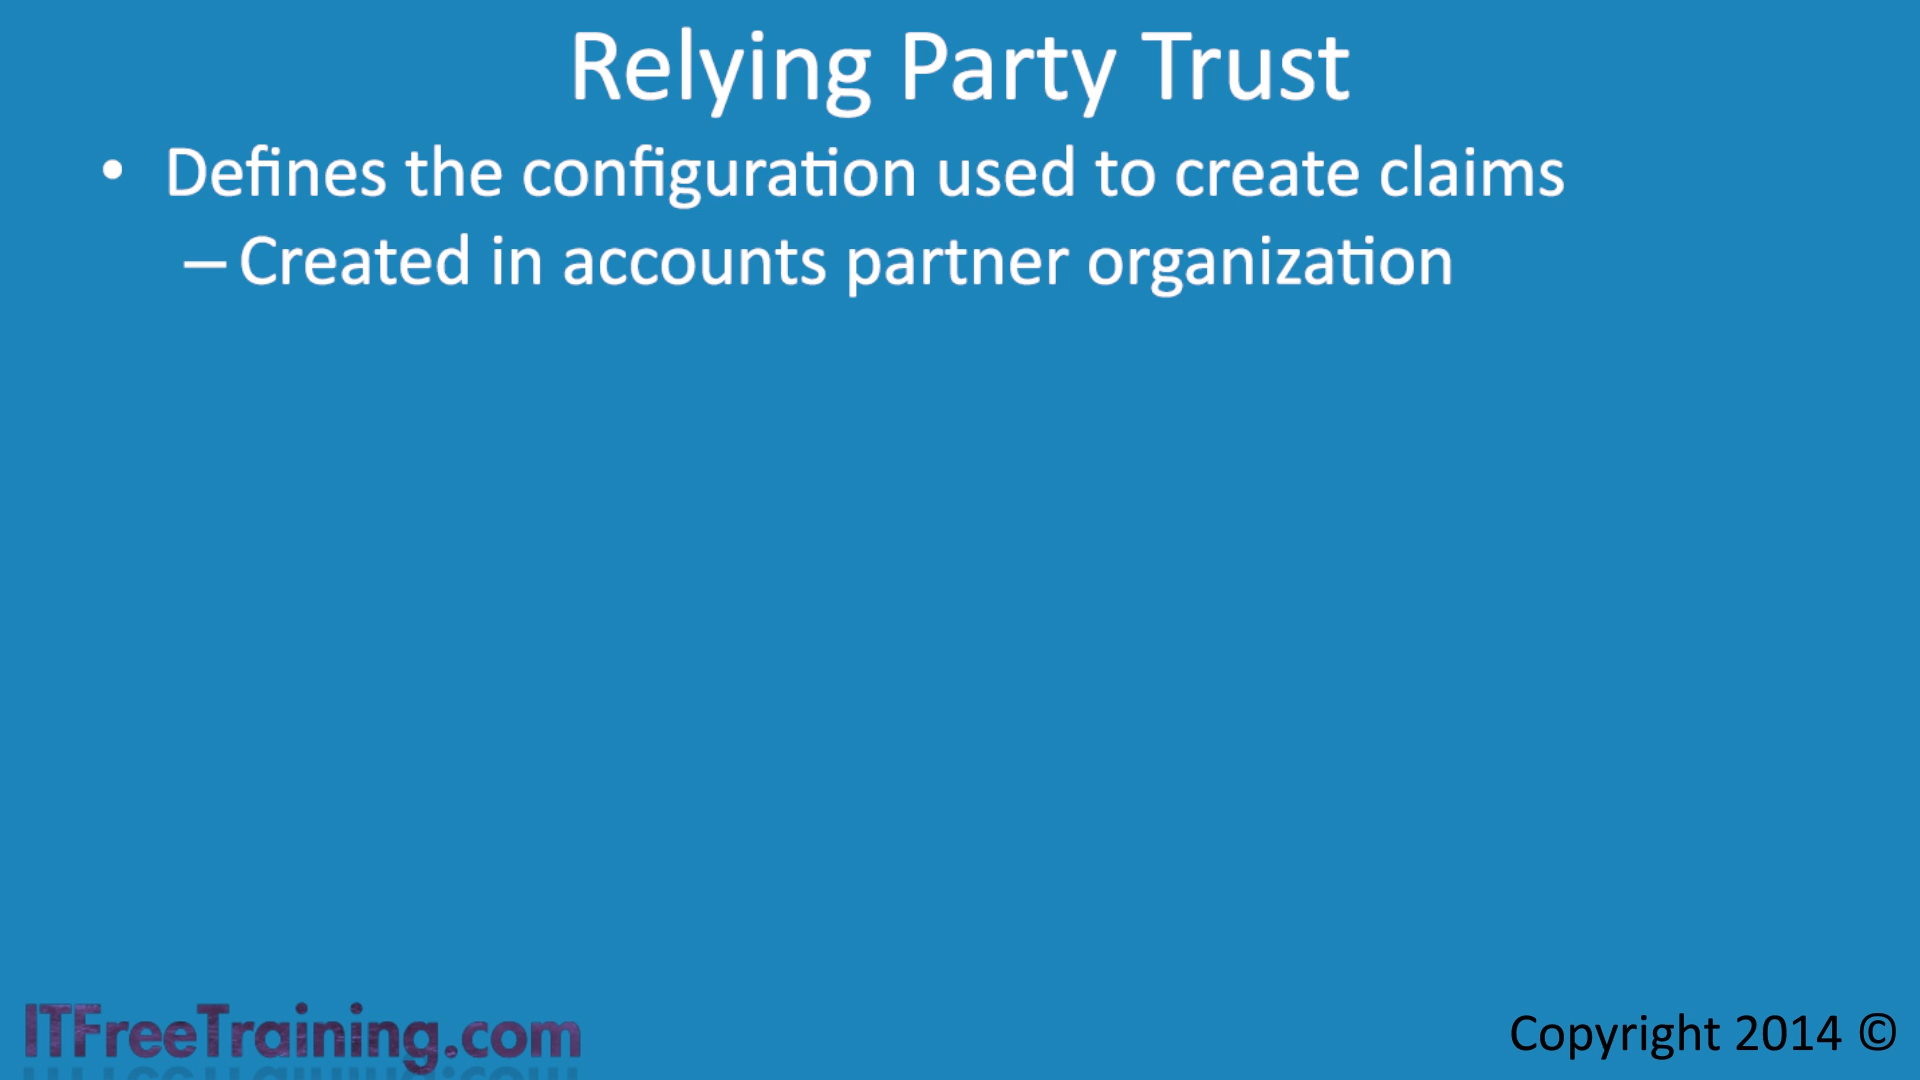 Relying Party Trust
• Defines the configuration used to create claims
– Created in accounts partner organization
ITFreeTraining.com
Copyright 2014 ©